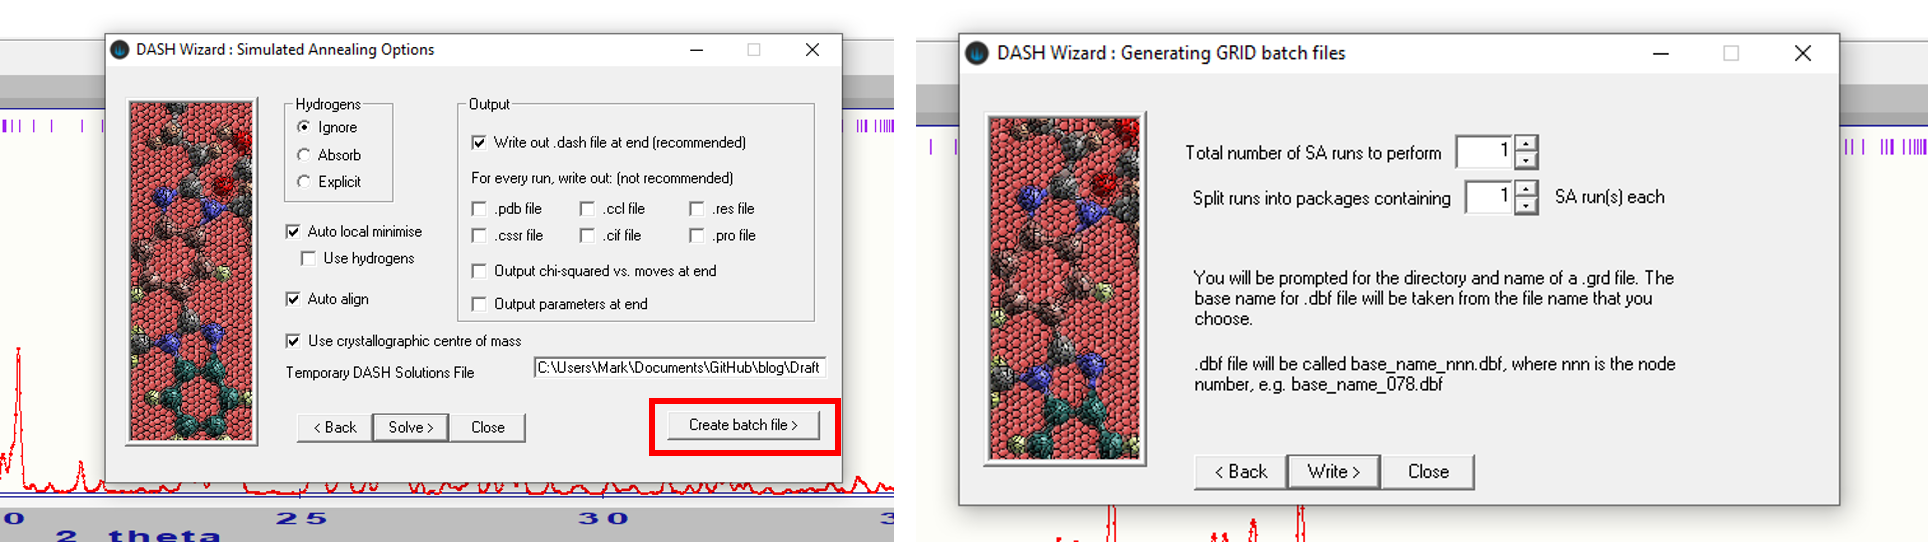 DASH Wizard : Simulated Annealing Options
Hydrogens
Ignore
Absorb
Explicit
Auto local minimise
Use hydrogens
Auto align
Use crystallographic centre of mass
Temporary DASH Solutions File
C:\Users\Mark\Documents\GitHub\blog\Draft
Output
Write out .dash file at end (recommended)
For every run, write out: (not recommended)
.pdb file
.ccl file
.res file
.cssr file
.cif file
.pro file
Output chi-squared vs. moves at end
Output parameters at end
< Back
Solve >
Close
Create batch file >
0
25
30
3
2 theta
DASH Wizard : Generating GRID batch files
Total number of SA runs to perform 1
Split runs into packages containing 1 SA run(s) each
You will be prompted for the directory and name of a .grd file. The
base name for .dbf file will be taken from the file name that you
choose.
.dbf file will be called base_name_nnn.dbf, where nnn is the node
number, e.g. base_name_078.dbf
< Back
Write >
Close